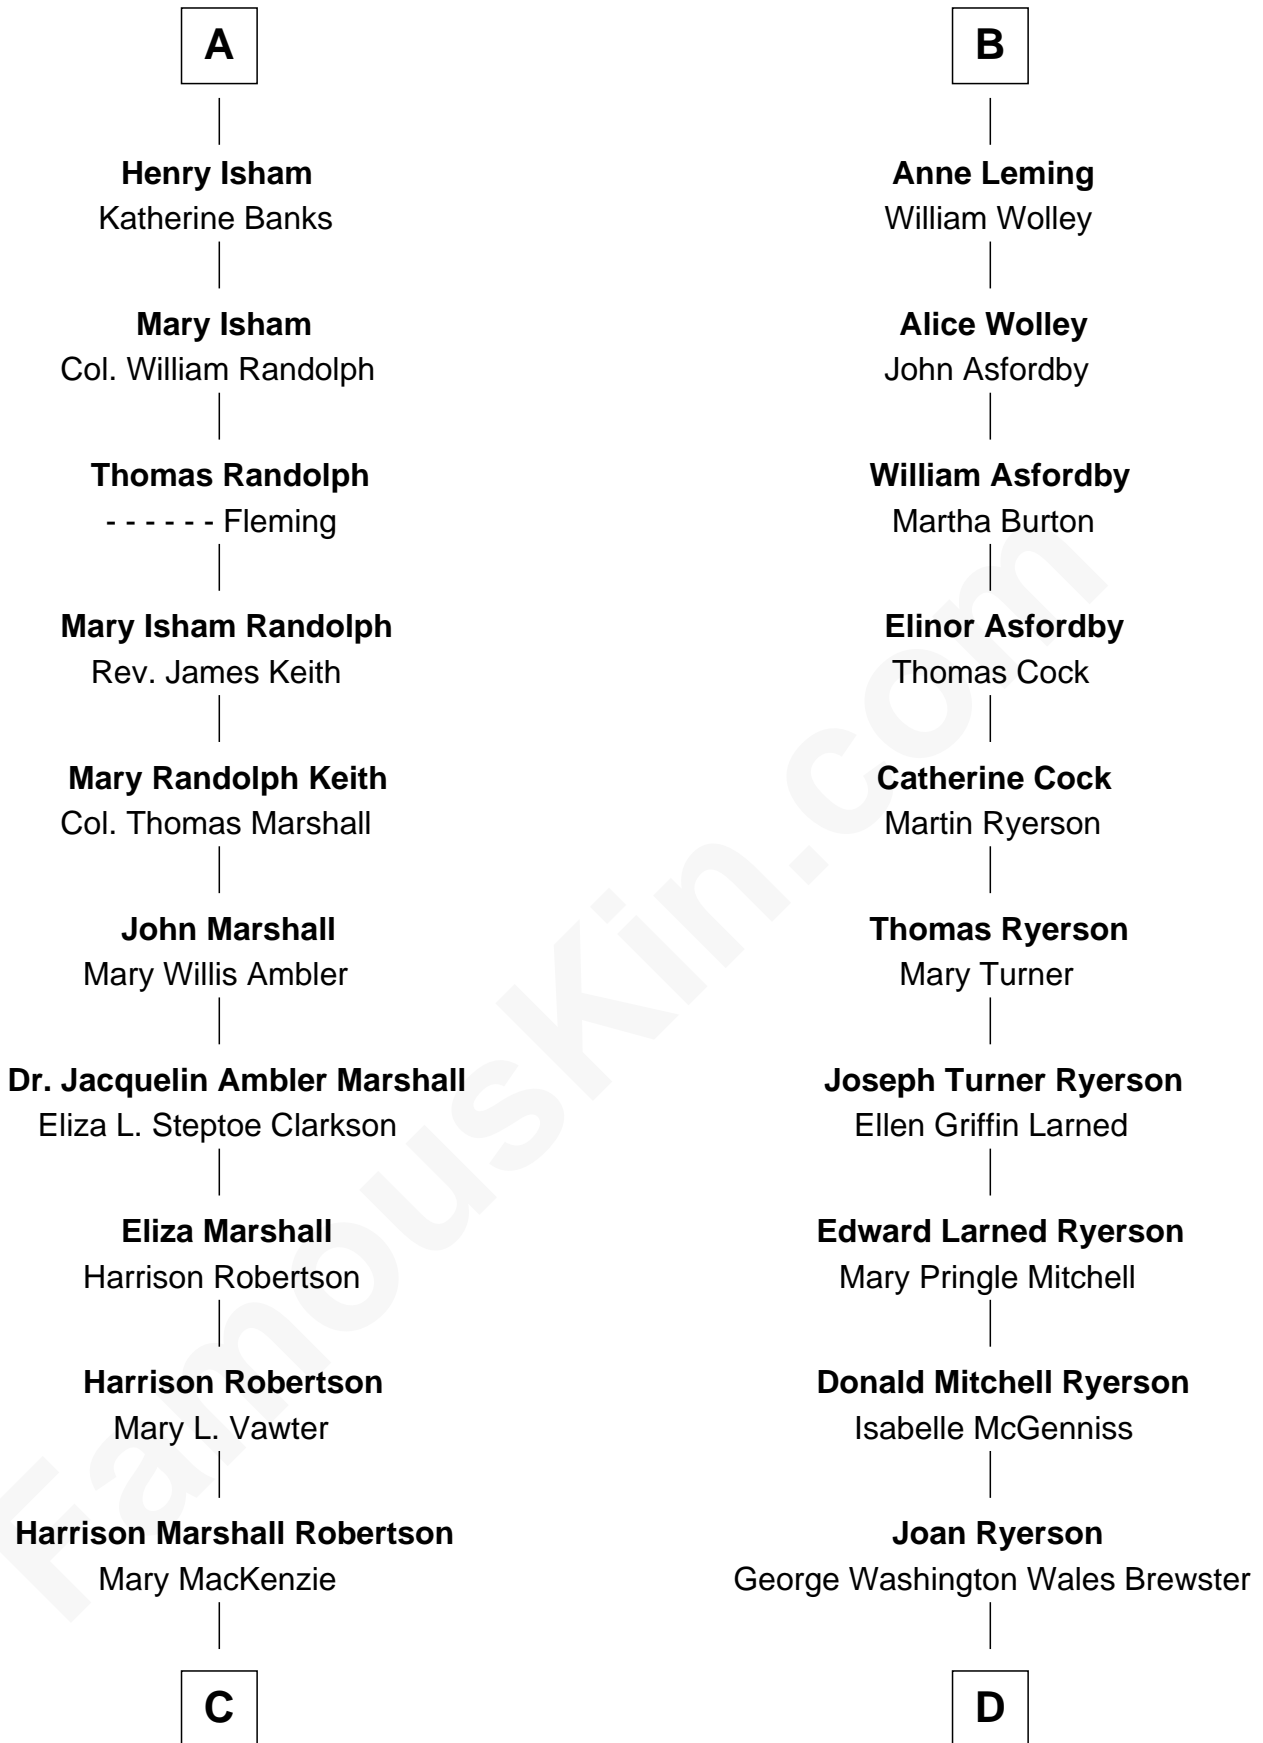 A
Henry Isham
Katherine Banks
Mary Isham
Col. William Randolph
Thomas Randolph
- - - - - - Fleming
Mary Isham Randolph
Rev. James Keith
Mary Randolph Keith
Col. Thomas Marshall
John Marshall
Mary Willis Ambler
Dr. Jacquelin Ambler Marshall
Eliza L. Steptoe Clarkson
Eliza Marshall
Harrison Robertson
Harrison Robertson
Mary L. Vawter
Harrison Marshall Robertson
Mary MacKenzie
C
B
Anne Leming
William Wolley
Alice Wolley
John Asfordby
William Asfordby
Martha Burton
Elinor Asfordby
Thomas Cock
Catherine Cock
Martin Ryerson
Thomas Ryerson
Mary Turner
Joseph Turner Ryerson
Ellen Griffin Larned
Edward Larned Ryerson
Mary Pringle Mitchell
Donald Mitchell Ryerson
Isabelle McGenniss
Joan Ryerson
George Washington Wales Brewster
D
FamousKin.com